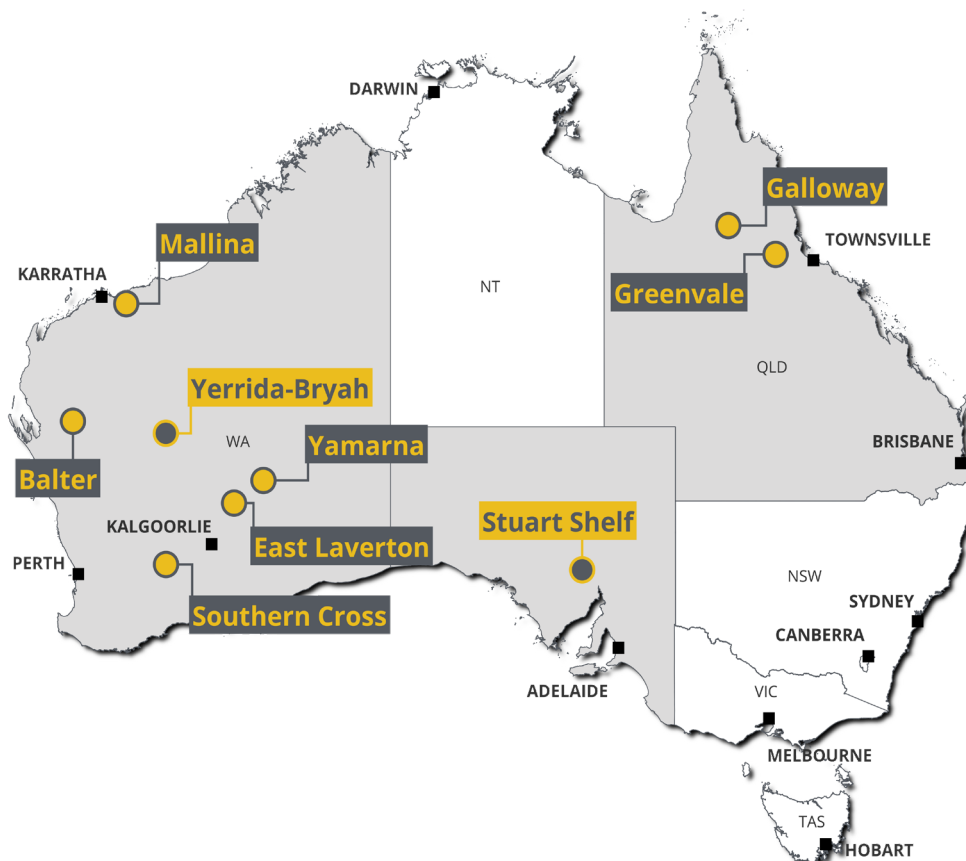 DARWIN
Galloway
Mallina
TOWNSVILLE
KARRATHA
NT
Greenvale
QLD
Yerrida-Bryah
WA
Yamarna
BRISBANE
Balter
Stuart Shelf
KALGOORLIE
East Laverton
PERTH
NSW
SYDNEY
Southern Cross
CANBERRA
ADELAIDE
VIC
MELBOURNE
TAS
HOBART